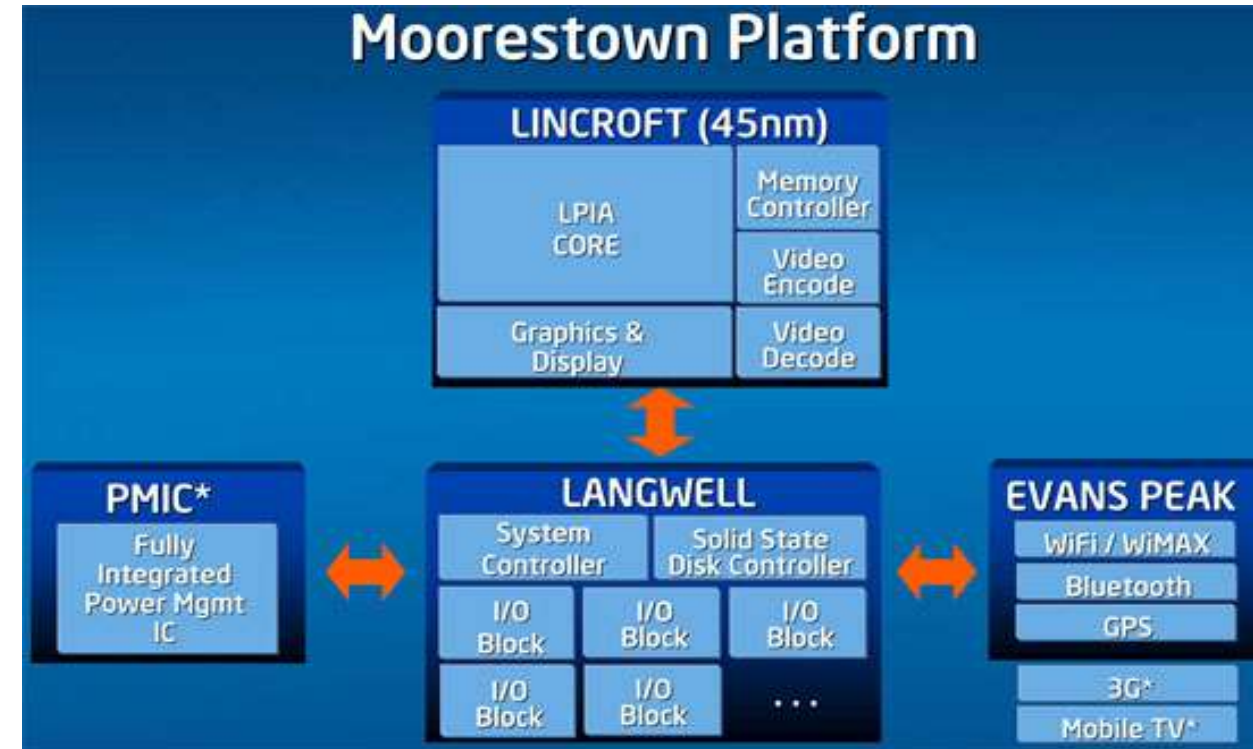 Moorestown Platform
LINCROFT (45nm)
LPIA
CORE
Memory
Controller
Video
Encode
Graphics &
Display
Video
Decode
PMIC*
Fully
Integrated
Power Mgmt
IC
LANGWELL
System
Controller
Solid State
Disk Controller
I/O
Block
I/O
Block
I/O
Block
I/O
Block
I/O
Block
...
EVANS PEAK
WiFi / WiMAX
Bluetooth
GPS
3G*
Mobile TV*